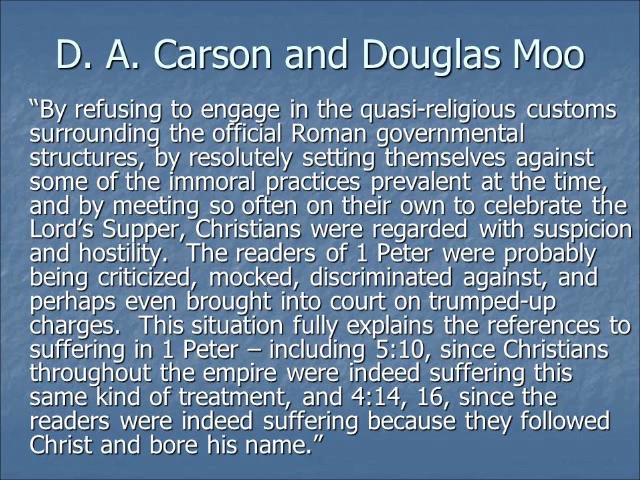 D. A. Carson and Douglas Moo
“By refusing to engage in the quasi-religious customs
surrounding the official Roman governmental
structures, by resolutely setting themselves against
some of the immoral practices prevalent at the time,
and by meeting so often on their own to celebrate the
Lord’s Supper, Christians were regarded with suspicion
and hostility.  The readers of 1 Peter were probably
being criticized, mocked, discriminated against, and
perhaps even brought into court on trumped-up
charges.  This situation fully explains the references to
suffering in 1 Peter – including 5:10, since Christians
throughout the empire were indeed suffering this
same kind of treatment, and 4:14, 16, since the
readers were indeed suffering because they followed
Christ and bore his name.”